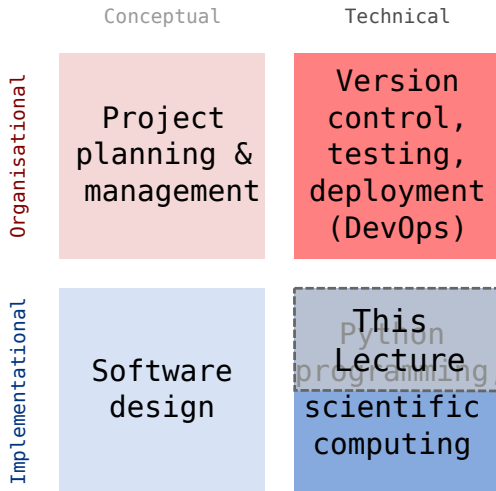 Conceptual
Technical
Organisational
Project
planning &
management
Version
control,
testing,
deployment
(DevOps)
Implementational
Software
design
This
Lecture
Python
programming,
scientific
computing